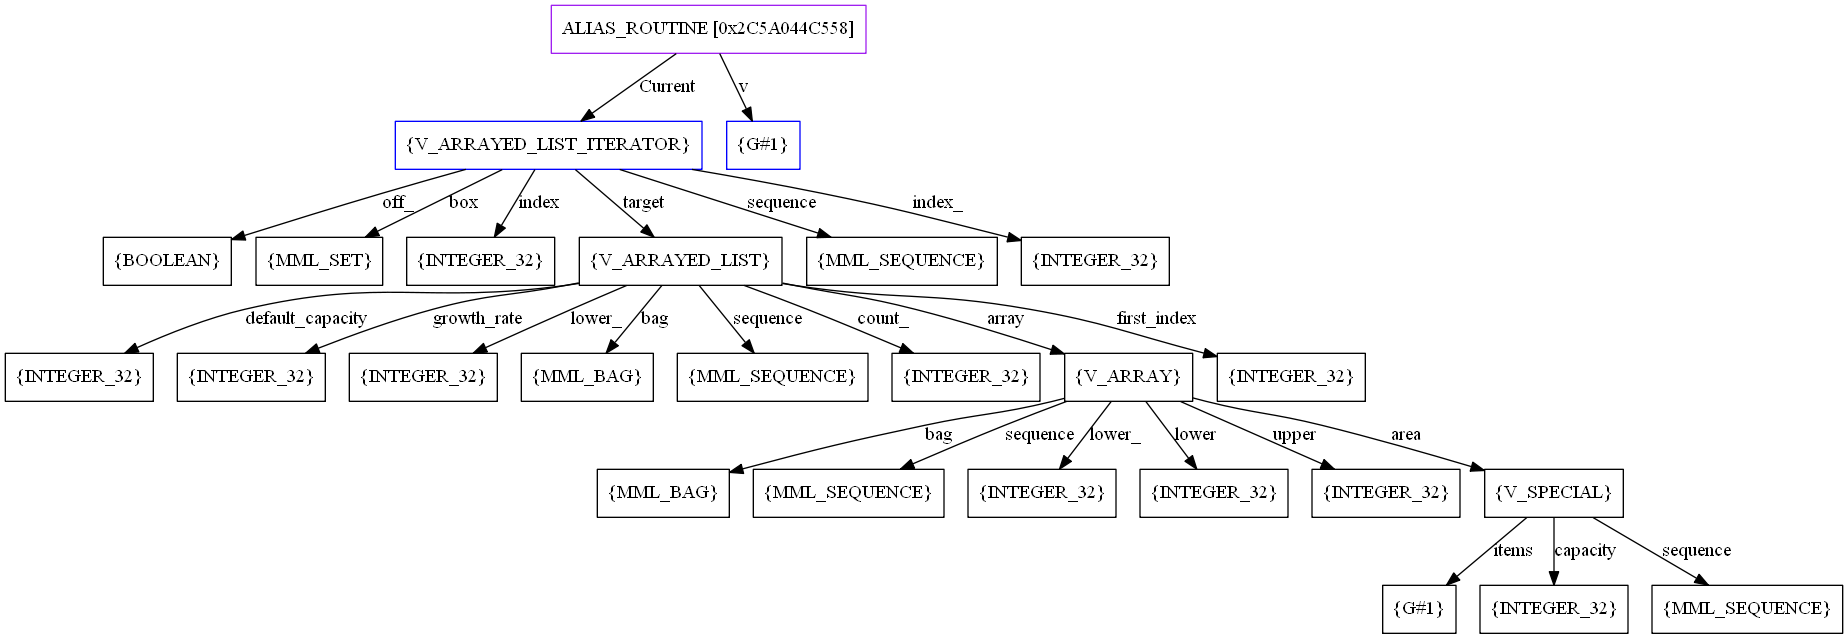 ALIAS_ROUTINE [0x2C5A044C558]
Current
v
{V_ARRAYED_LIST_ITERATOR}
{G#1}
off_
box
index
target
sequence
index_
{BOOLEAN}
{MML_SET}
{INTEGER_32}
{V_ARRAYED_LIST}
{MML_SEQUENCE}
{INTEGER_32}
default_capacity
growth_rate
lower_
bag
sequence
count_
array
first_index
{INTEGER_32}
{INTEGER_32}
{INTEGER_32}
{MML_BAG}
{MML_SEQUENCE}
{INTEGER_32}
{V_ARRAY}
{INTEGER_32}
bag
sequence
lower_
lower
upper
area
{MML_BAG}
{MML_SEQUENCE}
{INTEGER_32}
{INTEGER_32}
{INTEGER_32}
{V_SPECIAL}
items
capacity
sequence
{G#1}
{INTEGER_32}
{MML_SEQUENCE}